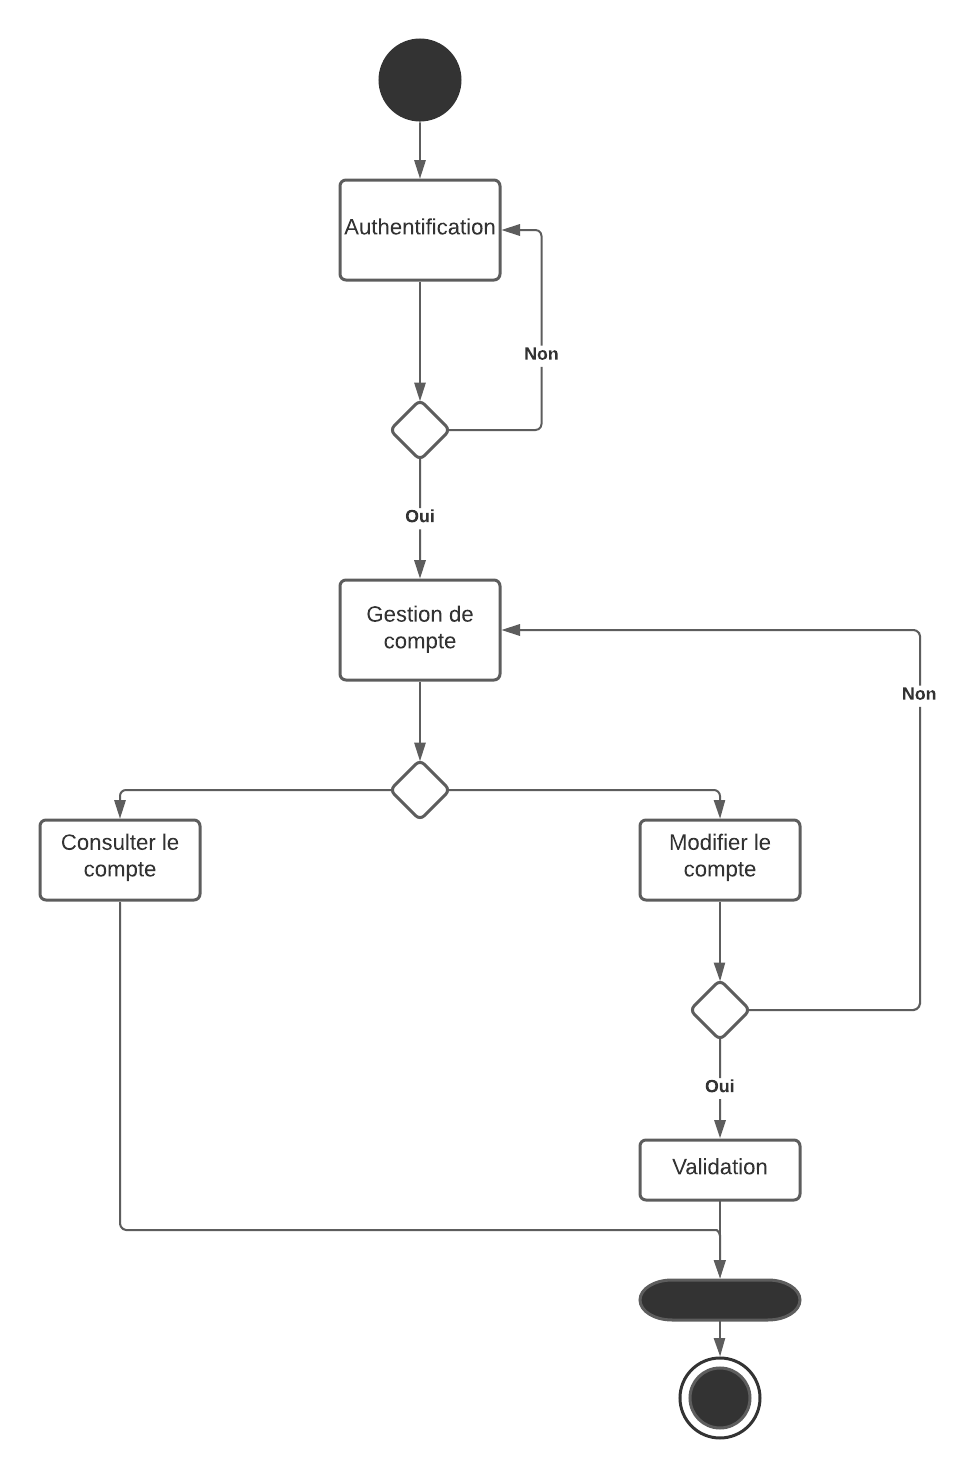 Authentification
Non
Oui
Gestion de
compte
Non
Consulter le
compte
Modifier le
compte
Oui
Validation